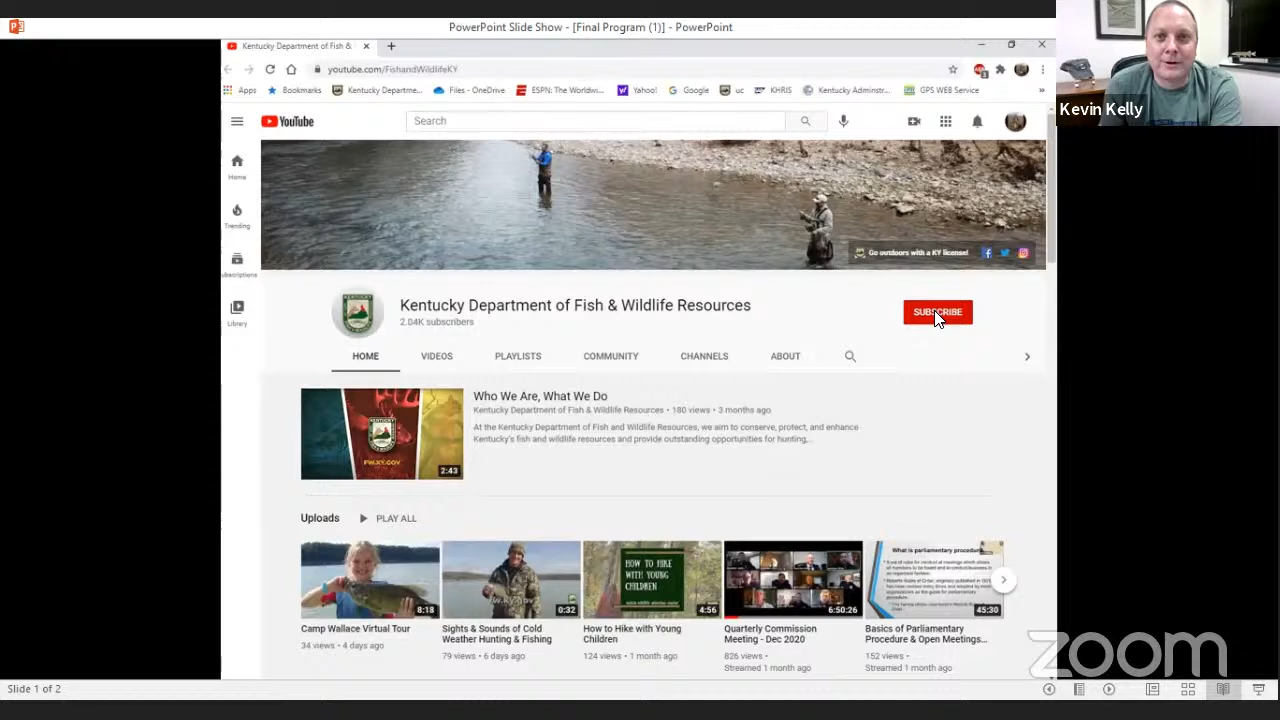 PowerPoint Slide Show - [Final Program (1)] - PowerPoint
Kentucky Department of Fish &
youtube.com/FishandWildlifeKY
Apps
Bookmarks
Kentucky Departme...
Files - OneDrive
ESPN: The Worldwi...
Yahoo!
Google
uc
KHRIS
Kentucky Administr...
GPS WEB Service
Kevin Kelly
YouTube
Search
Home
Trending
Subscriptions
Library
Go outdoors with a KY license!
Kentucky Department of Fish & Wildlife Resources
2.04K subscribers
SUBSCRIBE
HOME VIDEOS PLAYLISTS COMMUNITY CHANNELS ABOUT
KENTUCKY
FW.KY.GOV
2:43
Who We Are, What We Do
Kentucky Department of Fish & Wildlife Resources • 180 views • 3 months ago
At the Kentucky Department of Fish and Wildlife Resources, we aim to conserve, protect, and enhance
Kentucky's fish and wildlife resources and provide outstanding opportunities for hunting,...
Uploads PLAY ALL
8:18
0:32
HOW TO HIKE
WITH YOUNG
CHILDREN
4:56
6:50:26
What is parliamentary procedure
45:30
Camp Wallace Virtual Tour
34 views • 4 days ago
Sights & Sounds of Cold
Weather Hunting & Fishing
79 views • 6 days ago
How to Hike with Young
Children
124 views • 1 month ago
Quarterly Commission
Meeting - Dec 2020
826 views •
Streamed 1 month ago
Basics of Parliamentary
Procedure & Open Meetings...
152 views •
Streamed 1 month ago
zoom
Slide 1 of 2